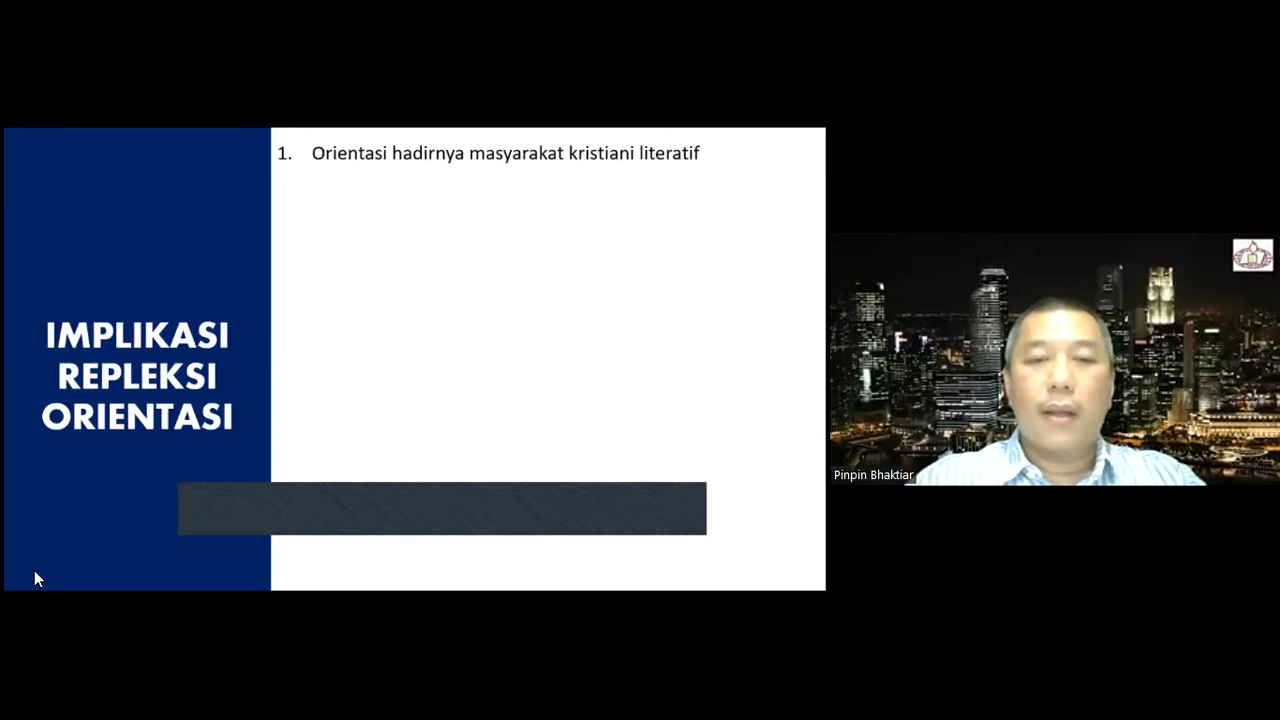 1. Orientasi hadirnya masyarakat kristiani literatif
IMPLIKASI
REPLEKSI
ORIENTASI
Pinpin Bhaktiar